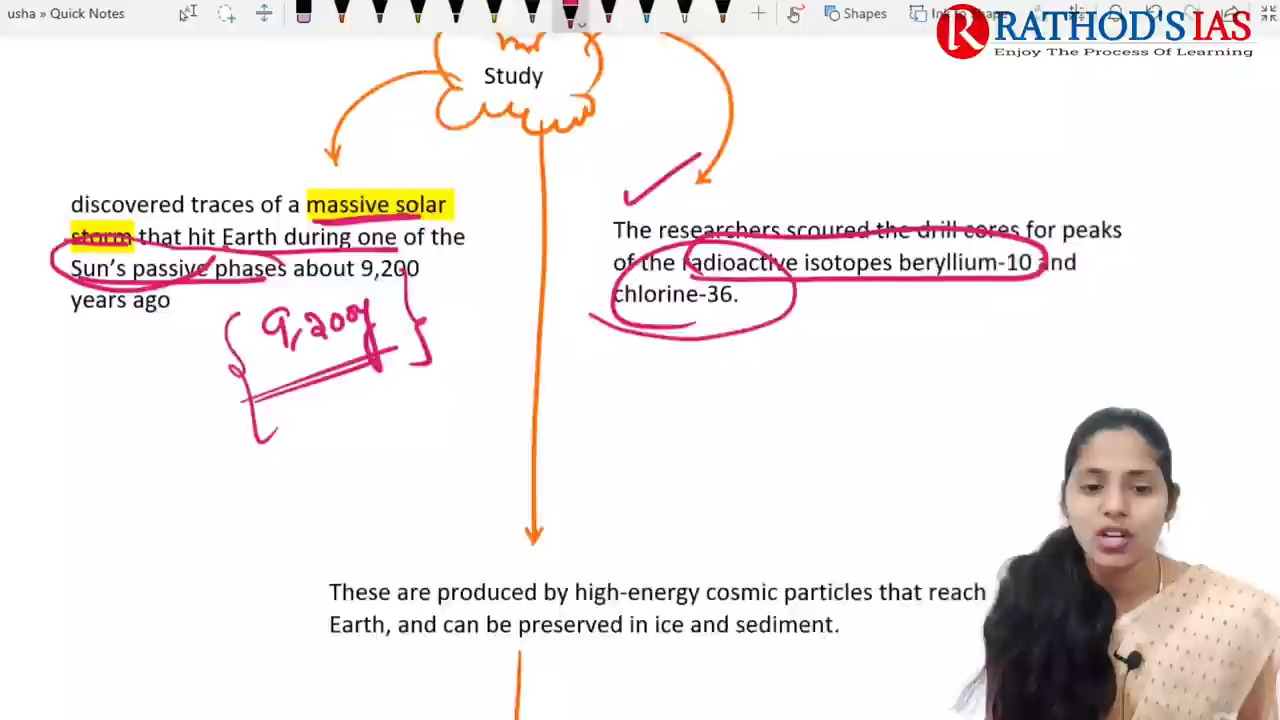 usha » Quick Notes
Shapes
RATHOD'S IAS
Enjoy The Process Of Learning
Study
discovered traces of a massive solar
storm that hit Earth during one of the
Sun's passive phases about 9,200
years ago
9,200y
The researchers scoured the drill cores for peaks
of the radioactive isotopes beryllium-10 and
chlorine-36.
These are produced by high-energy cosmic particles that reach
Earth, and can be preserved in ice and sediment.